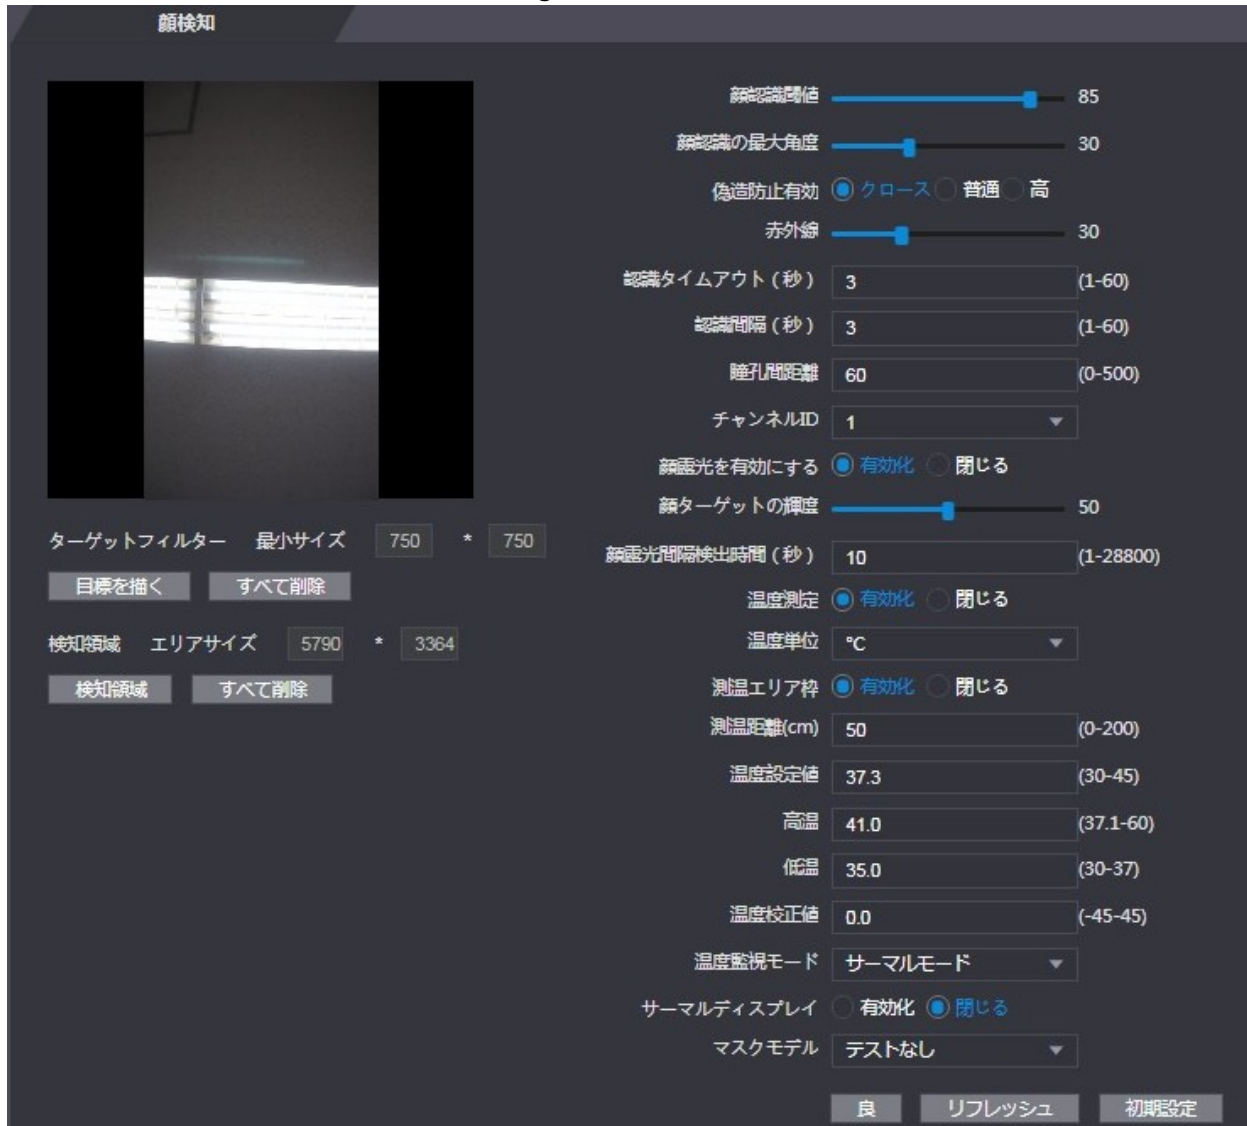 顔検知
顔認識閾値 85
顔認識の最大角度 30
偽造防止有効 クロース 普通 高
赤外線 30
認識タイムアウト(秒) 3 (1-60)
認識間隔(秒) 3 (1-60)
瞳孔間距離 60 (0-500)
チャンネルID 1
顔露光を有効にする 有効化 閉じる
顔ターゲットの輝度 50
ターゲットフィルター 最小サイズ 750 * 750
顔露光間隔検出時間(秒) 10 (1-28800)
目標を描く すべて削除
温度測定 有効化 閉じる
検知領域 エリアサイズ 5790 * 3364
温度単位 ℃
検知領域 すべて削除
測温エリア枠 有効化 閉じる
測温距離(cm) 50 (0-200)
温度設定値 37.3 (30-45)
高温 41.0 (37.1-60)
低温 35.0 (30-37)
温度校正値 0.0 (-45-45)
温度監視モード サーマルモード
サーマルディスプレイ 有効化 閉じる
マスクモデル テストなし
良 リフレッシュ 初期設定